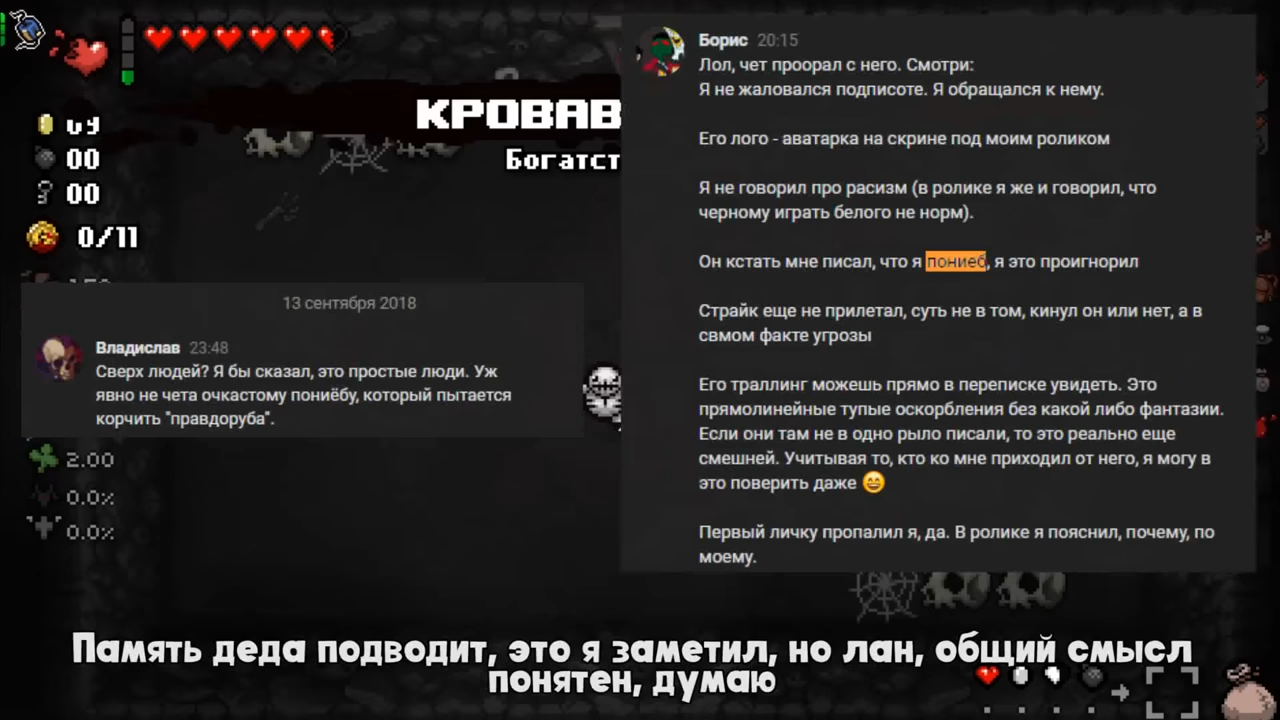 КРОВАВ
Богатст
69
00
00
0/11
13 сентября 2018
Владислав 23:48
Сверх людей? Я бы сказал, это простые люди. Уж
явно не чета очкастому пониёбу, который пытается
корчить "правдоруба".
2.00
0.0%
0.0%
Борис 20:15
Лол, чет проорал с него. Смотри:
Я не жаловался подписоте. Я обращался к нему.
Его лого - аватарка на скрине под моим роликом
Я не говорил про расизм (в ролике я же и говорил, что
черному играть белого не норм).
Он кстать мне писал, что я пониеб, я это проигнорил
Страйк еще не прилетал, суть не в том, кинул он или нет, а в
свмом факте угрозы
Его траллинг можешь прямо в переписке увидеть. Это
прямолинейные тупые оскорбления без какой либо фантазии.
Если они там не в одно рыло писали, то это реально еще
смешней. Учитывая то, кто ко мне приходил от него, я могу в
это поверить даже 😄
Первый личку пропалил я, да. В ролике я пояснил, почему, по
моему.
Память деда подводит, это я заметил, но лан, общий смысл
понятен, думаю